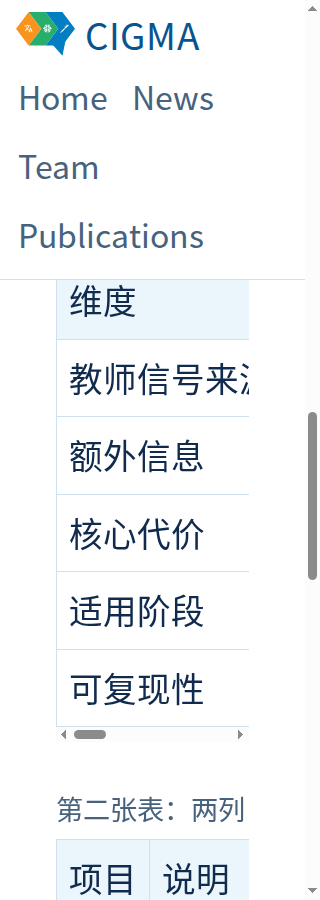 CIGMA
Home News
Team
Publications
维度
教师信号来
额外信息
核心代价
适用阶段
可复现性
第二张表：两列
项目 说明